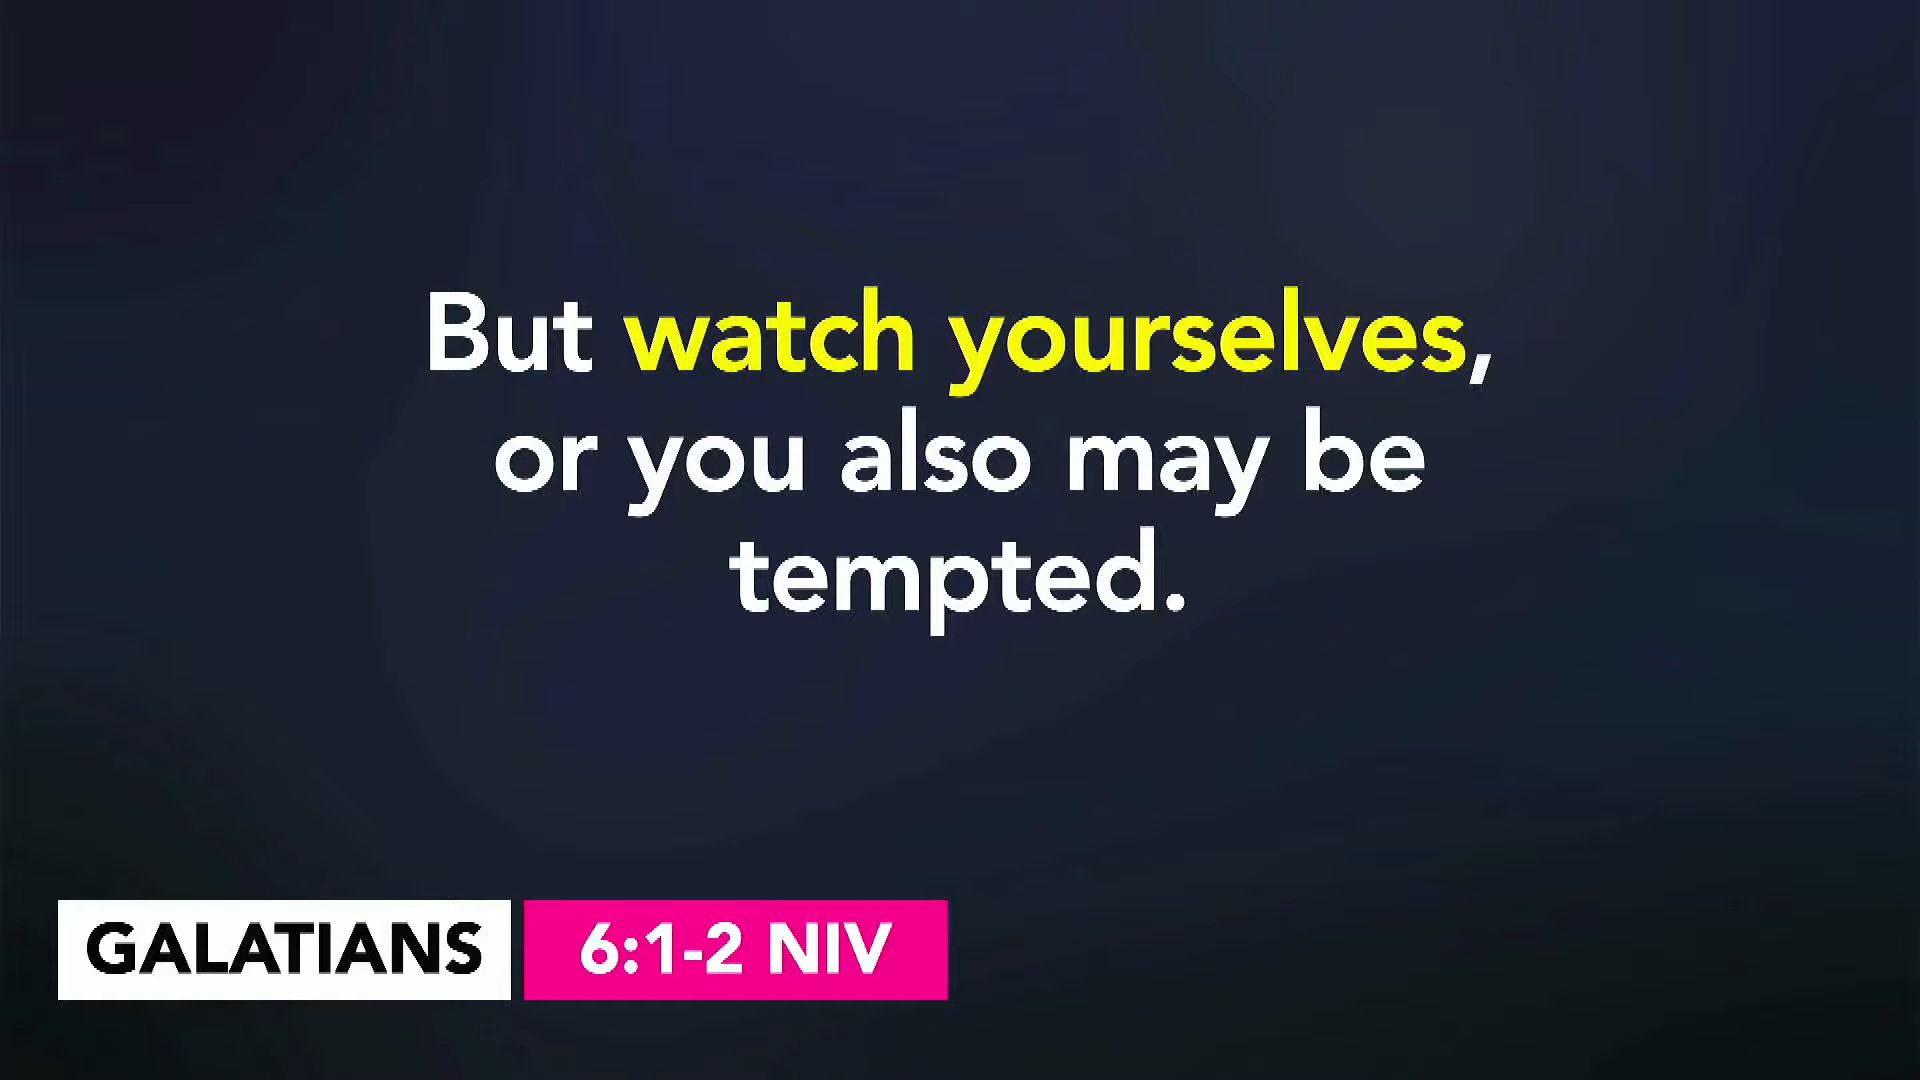 But watch yourselves,
or you also may be
tempted.
GALATIANS 6:1-2 NIV